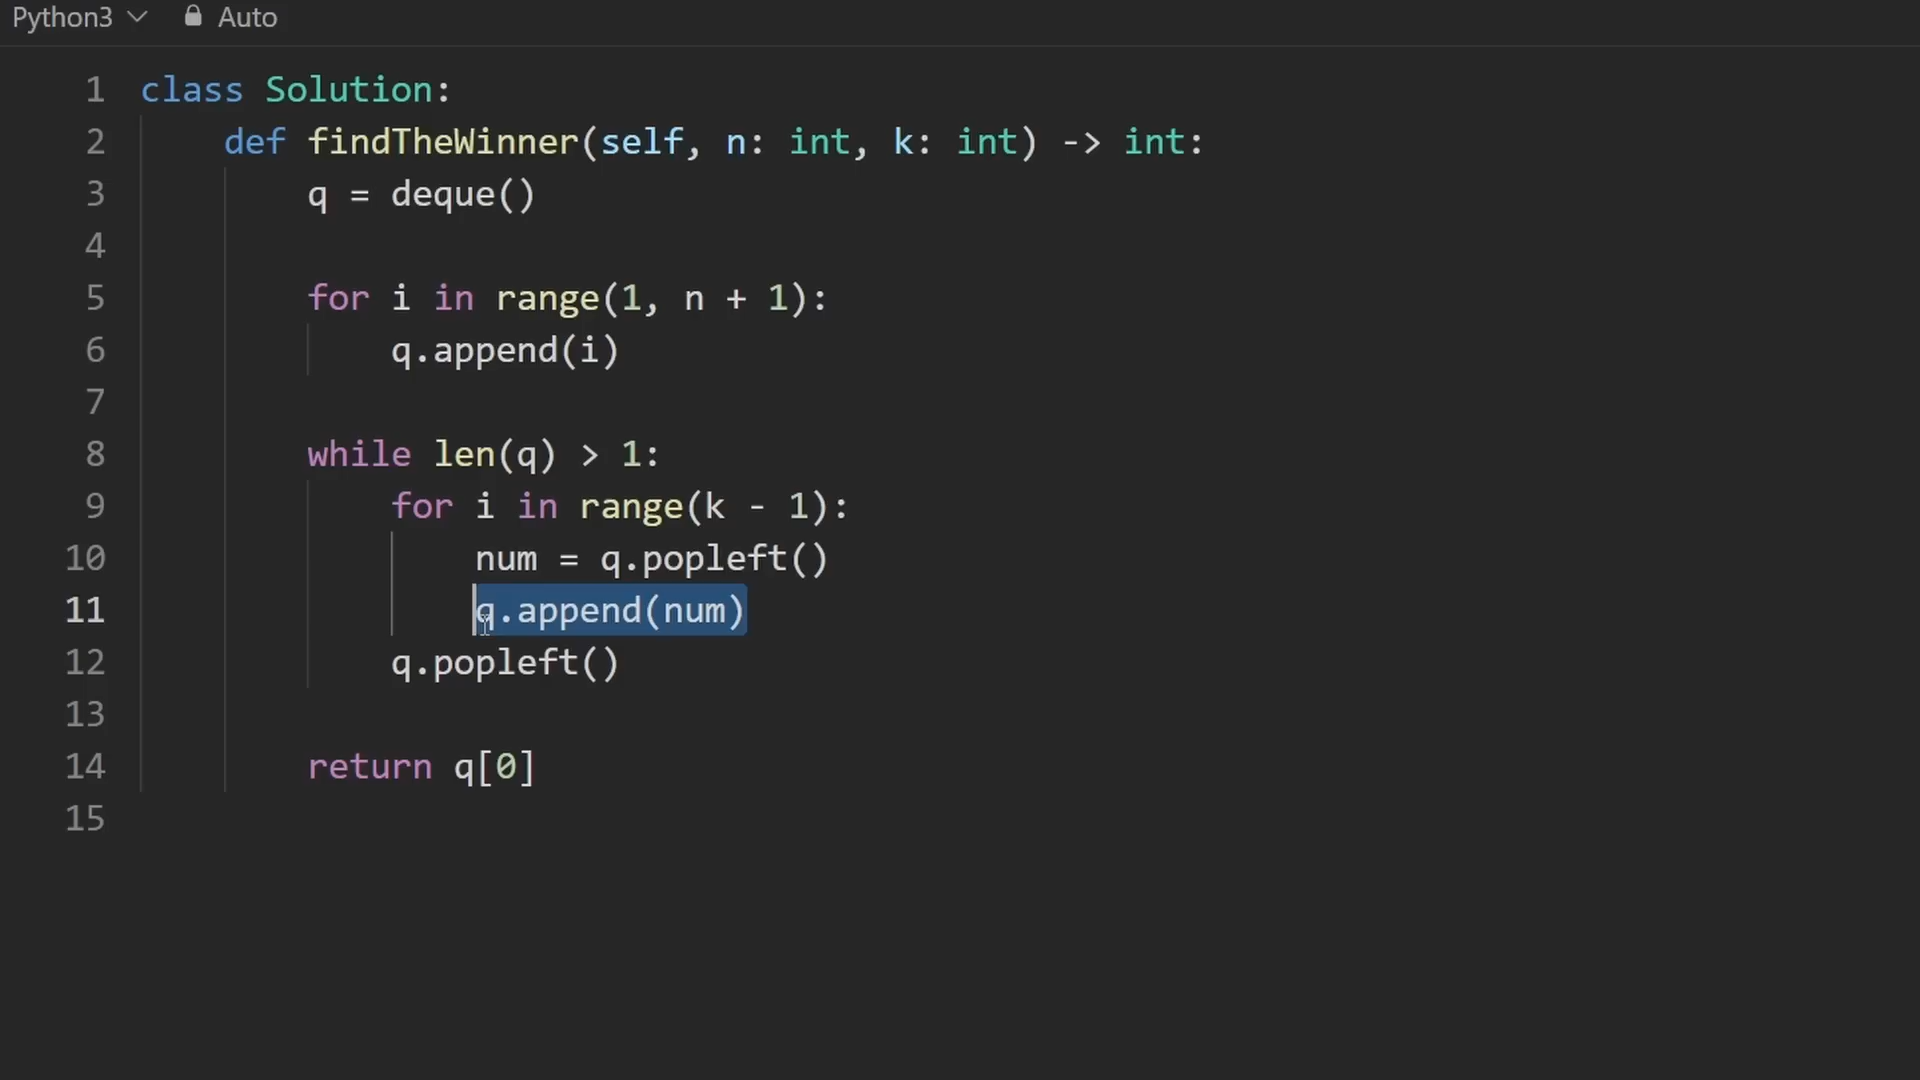 Python3 Auto
1 class Solution:
2 def findTheWinner(self, n: int, k: int) -> int:
3 q = deque()
4
5 for i in range(1, n + 1):
6 q.append(i)
7
8 while len(q) > 1:
9 for i in range(k - 1):
10 num = q.popleft()
11 q.append(num)
12 q.popleft()
13
14 return q[0]
15